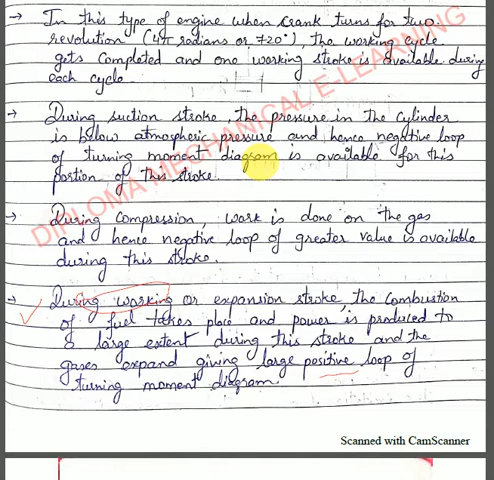 → In this type of engine when crank turns for two
revolution (4π radians or 720°), the working cycle
gets completed and one working stroke is available during
each cycle.
→ During suction stroke, the pressure in the cylinder
is below atmospheric pressure and hence negative loop
of turning moment diagram is available for this
portion of this stroke.
→ During compression, work is done on the gas
and hence negative loop of greater value is available
during this stroke.
→ During working or expansion stroke, the combustion
of fuel takes place and power is produced to
a large extent during this stroke and the
gases expand giving large positive loop of
turning moment diagram.
DIPLOMA MECHANICAL E-LEARNING
Scanned with CamScanner